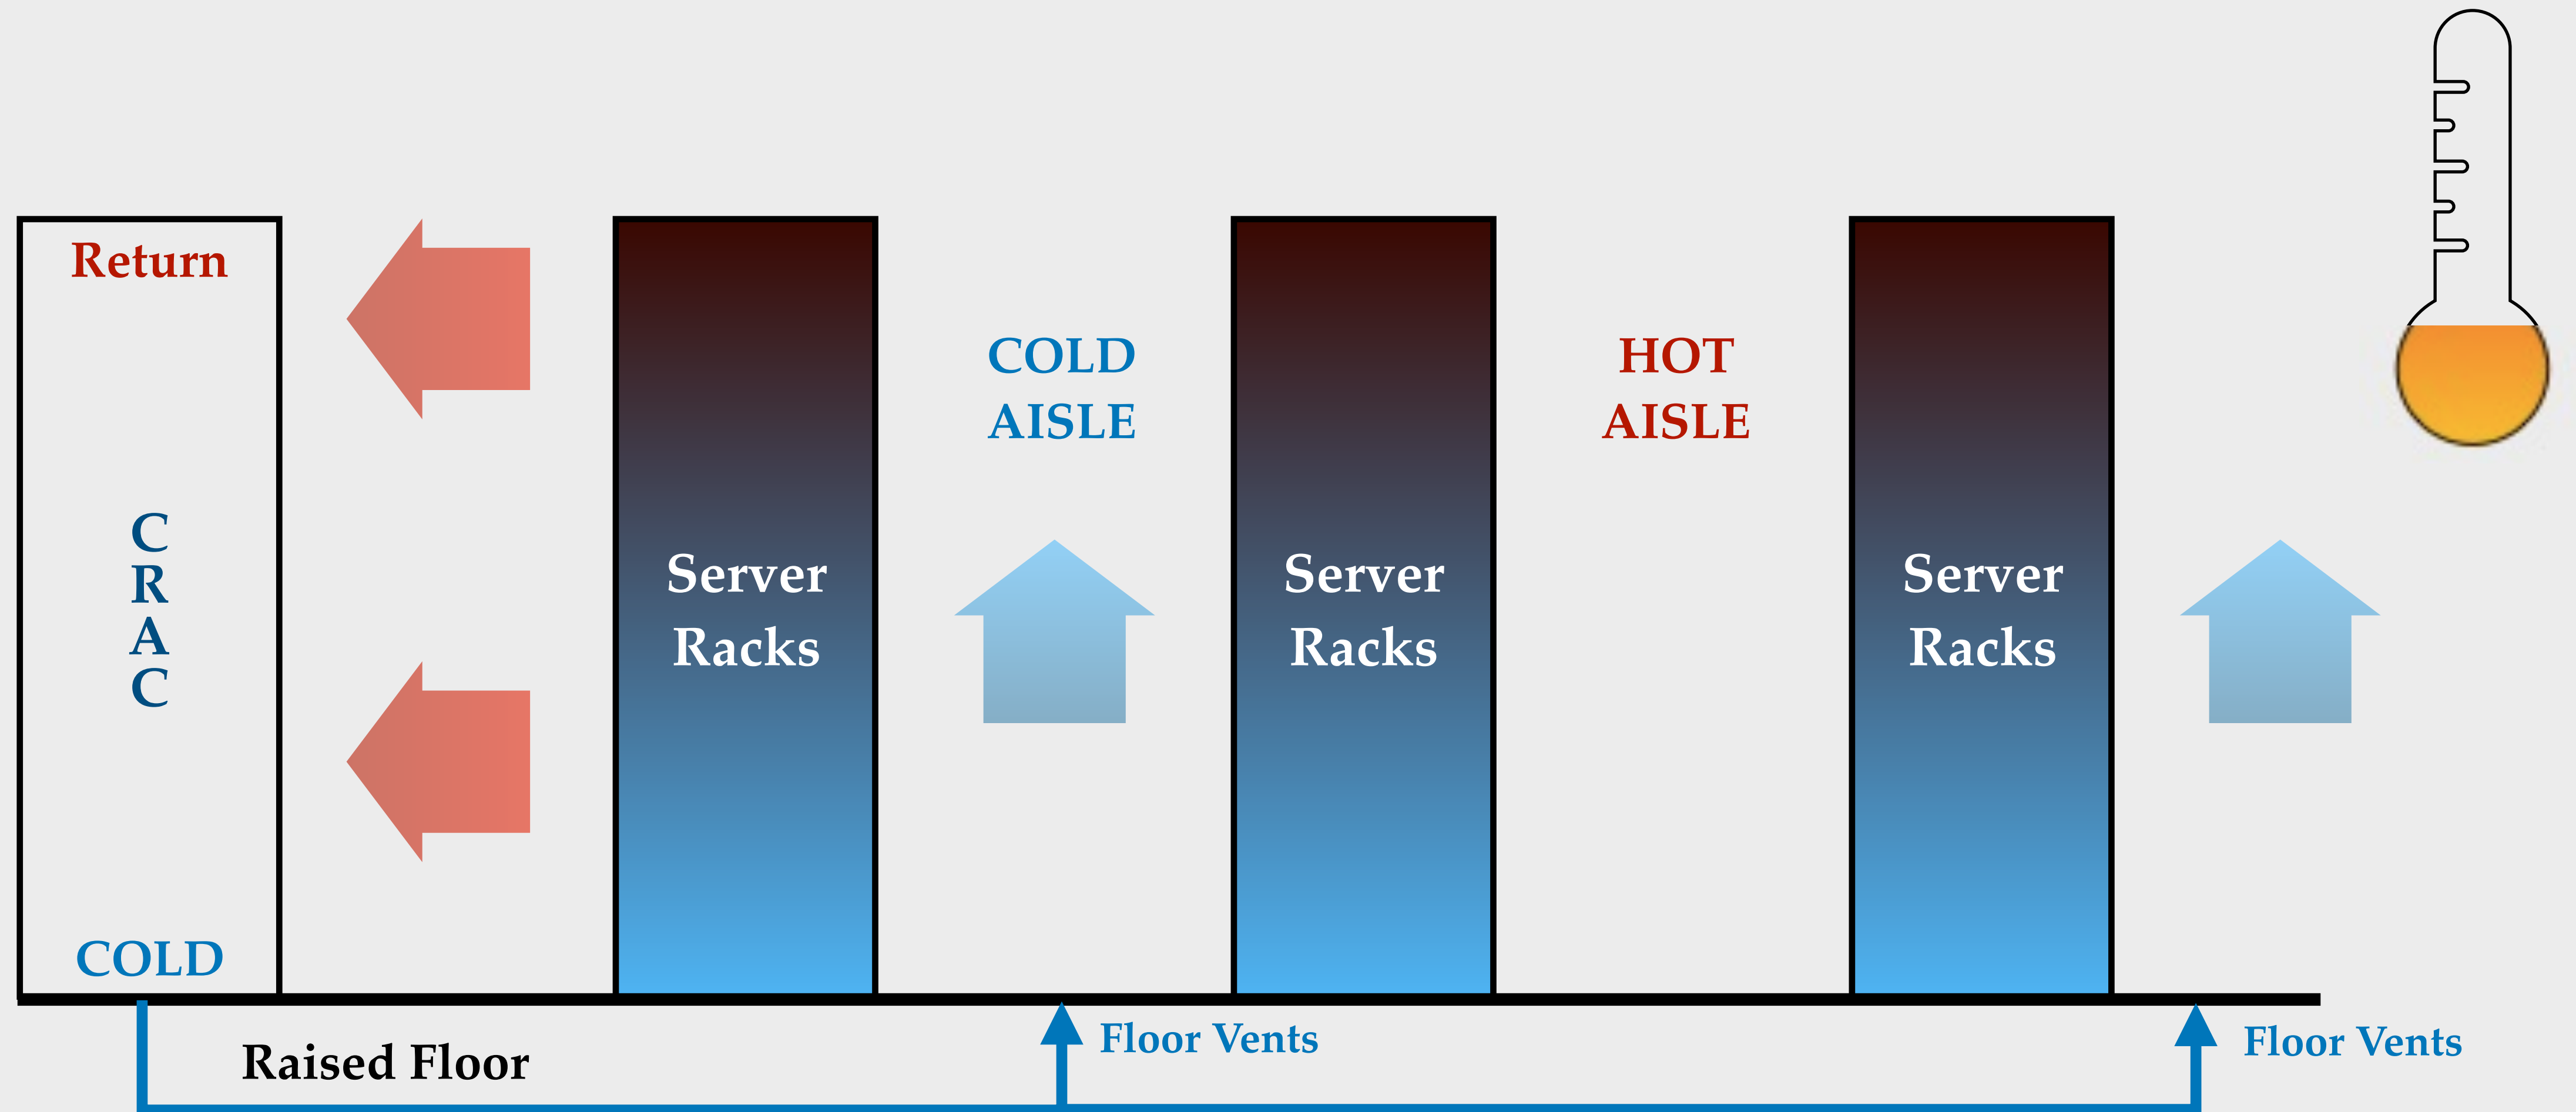 Return
C
R
A
C
COLD
Server
Racks
COLD
AISLE
Server
Racks
HOT
AISLE
Server
Racks
Raised Floor
Floor Vents
Floor Vents